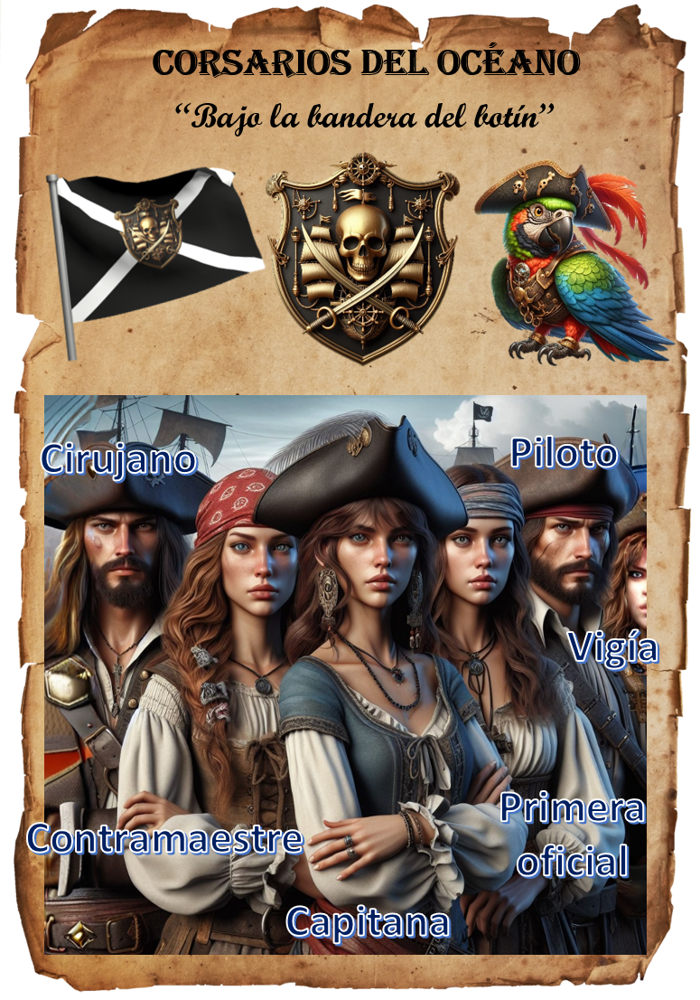 CORSARIOS DEL OCÉANO
“Bajo la bandera del botín”
Cirujano
Piloto
Vigía
Contramaestre
Primera
oficial
Capitana